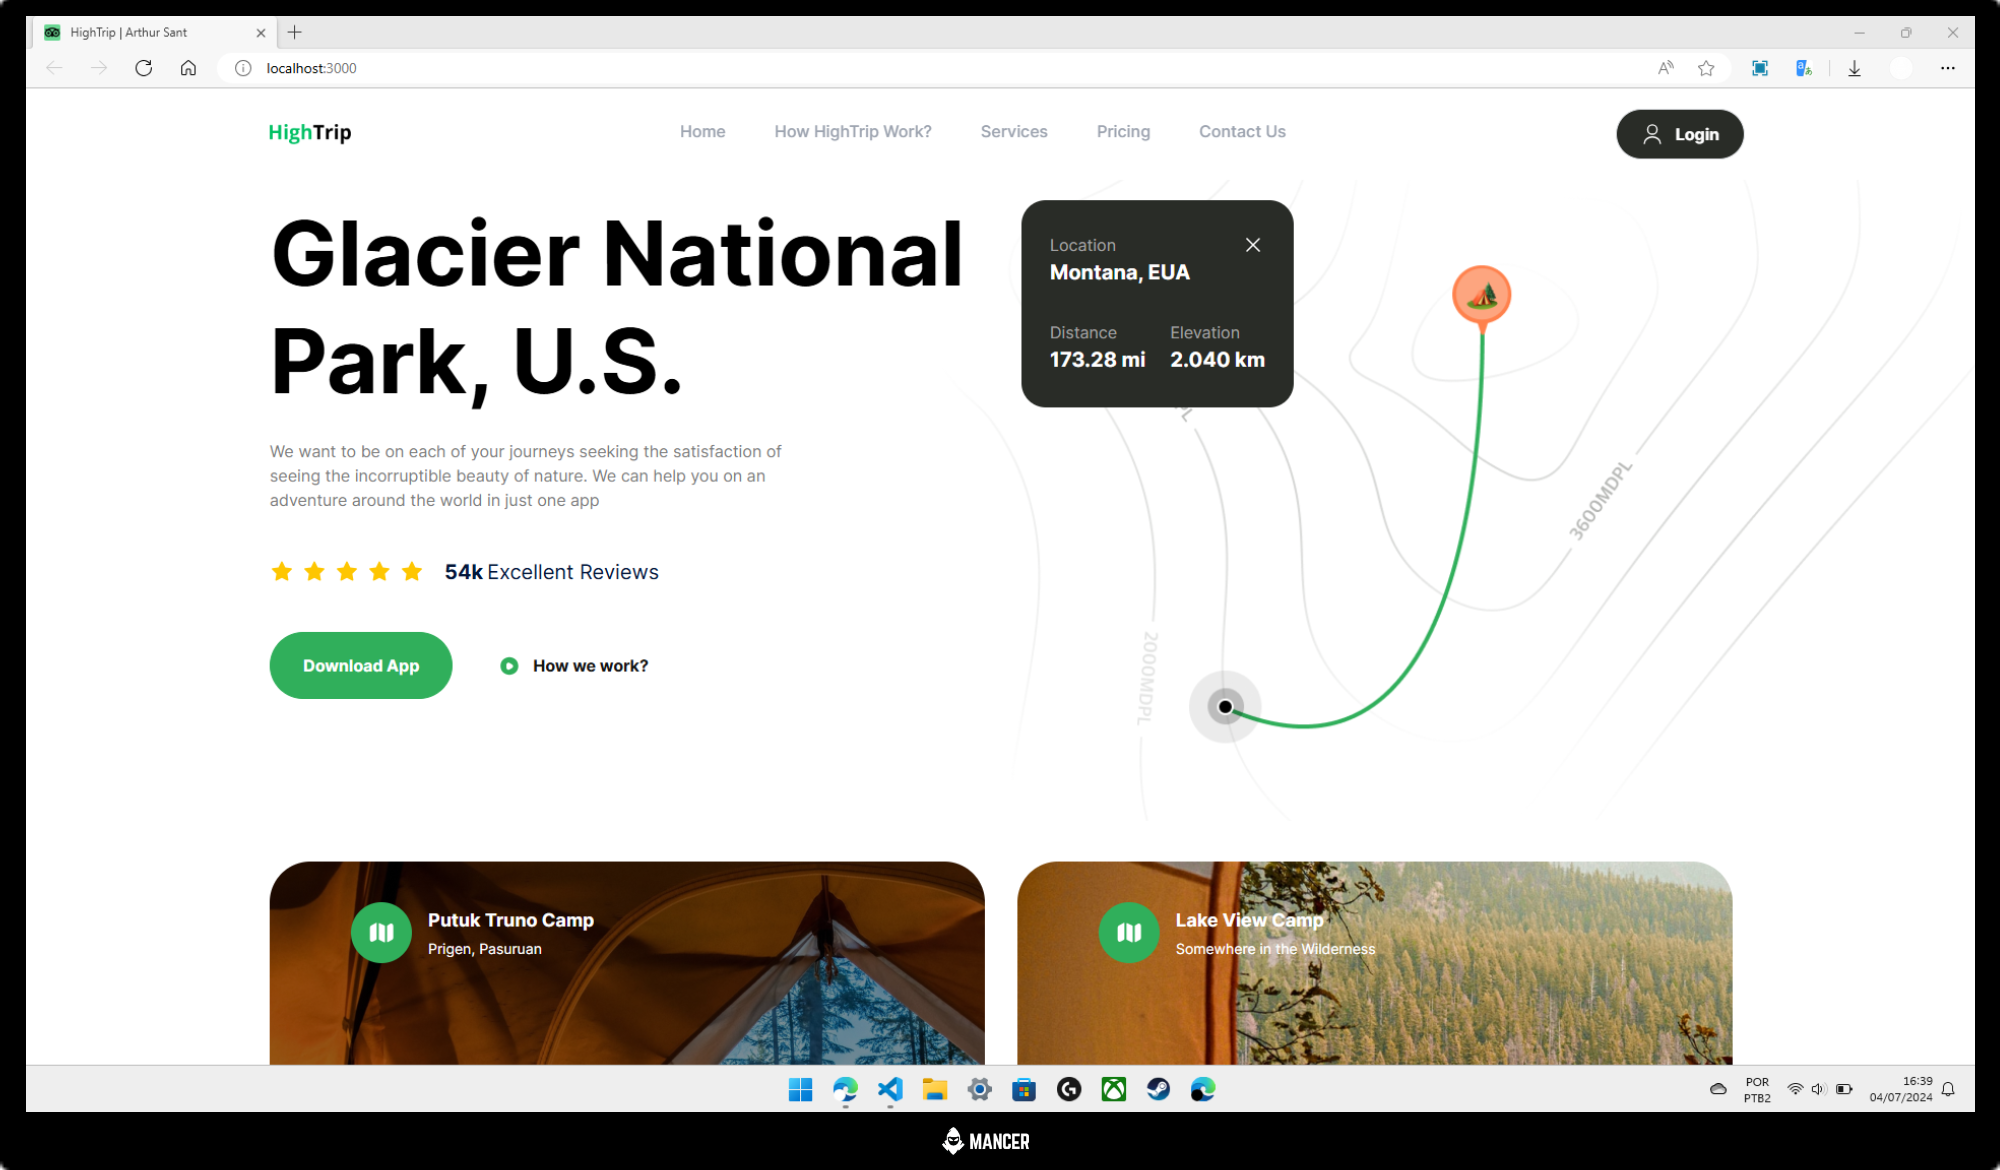 HighTrip | Arthur Sant
localhost:3000
HighTrip
Home
How HighTrip Work?
Services
Pricing
Contact Us
Login
Glacier National
Park, U.S.
We want to be on each of your journeys seeking the satisfaction of
seeing the incorruptible beauty of nature. We can help you on an
adventure around the world in just one app
54k Excellent Reviews
Download App
How we work?
Location
Montana, EUA
Distance
Elevation
173.28 mi
2.040 km
3600MDPL
2000MDPL
Putuk Truno Camp
Prigen, Pasuruan
Lake View Camp
Somewhere in the Wilderness
POR
PTB2
16:39
04/07/2024
MANCER